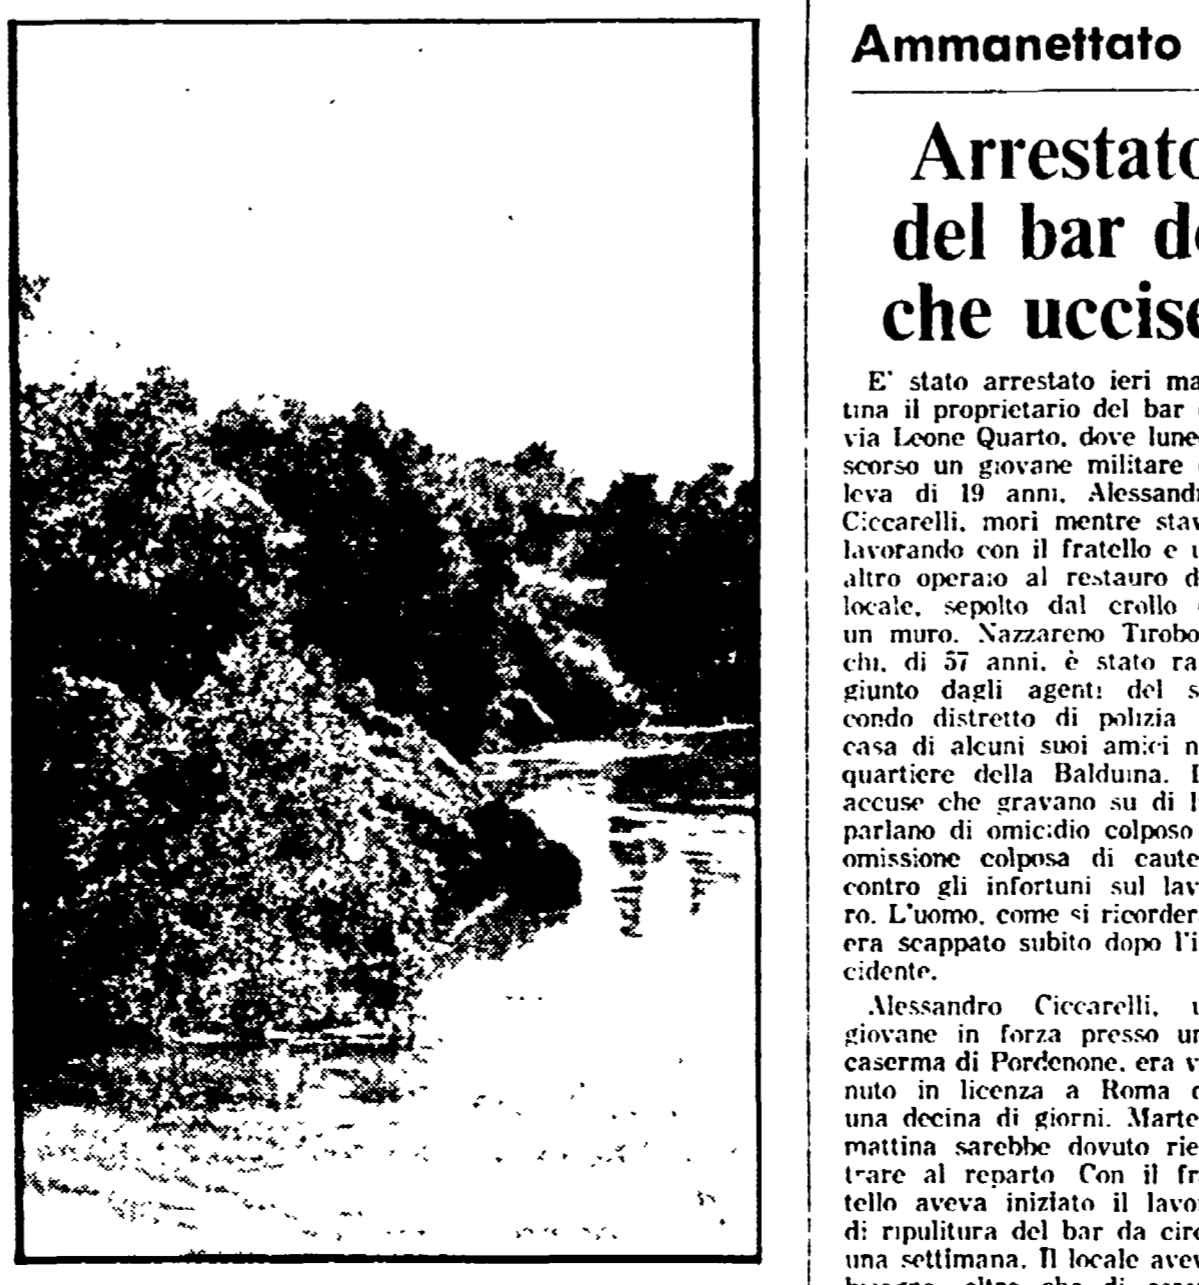 Ammanettato
Arrestato
del bar de
che uccise
E' stato arrestato ieri mat
tina il proprietario del bar
via Leone Quarto, dove lune
scorso un giovane militare
leva di 19 anni, Alessand
Ciccarelli, morì mentre stav
lavorando con il fratello e u
altro operaio al restauro d
locale, sepolto dal crollo
un muro. Nazzareno Tirobo
chi, di 57 anni, è stato ra
giunto dagli agenti del s
condo distretto di polizia
casa di alcuni suoi amici n
quartiere della Balduina. L
accuse che gravano su di l
parlano di omicidio colposo
omissione colposa di caute
contro gli infortuni sul lav
ro. L'uomo, come si ricorder
era scappato subito dopo l'i
cidente.
Alessandro Ciccarelli, u
giovane in forza presso un
caserma di Pordenone, era v
nuto in licenza a Roma d
una decina di giorni. Marte
mattina sarebbe dovuto rie
trare al reparto Con il fra
tello aveva iniziato il lavor
di ripulitura del bar da circ
una settimana. Il locale avev